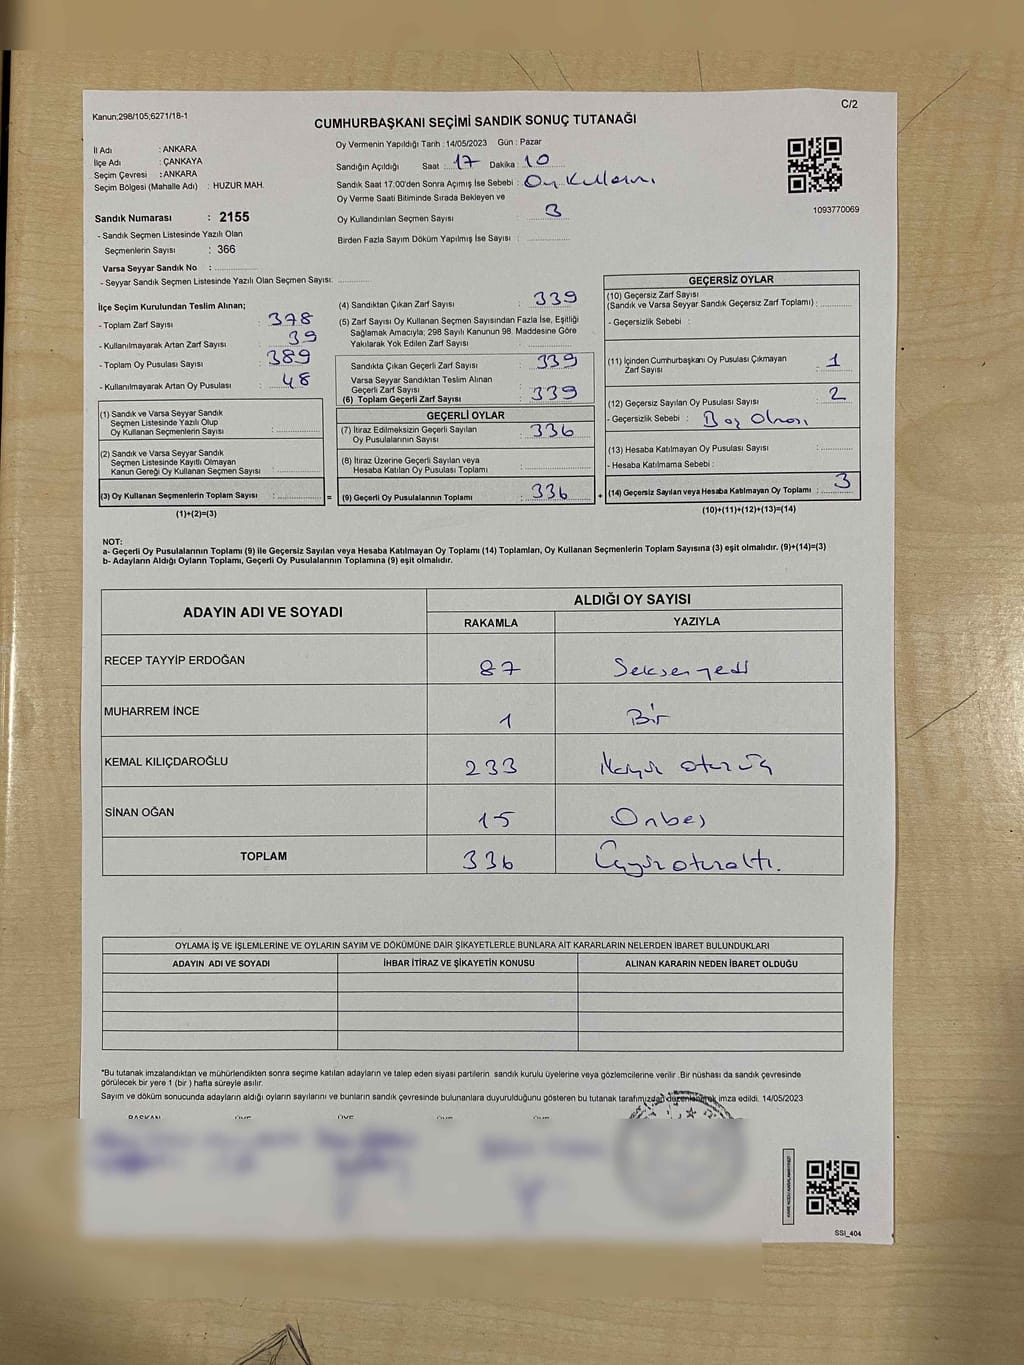 C/2
Kanun;298/105;6271/18-1
CUMHURBAŞKANI SEÇİMİ SANDIK SONUÇ TUTANAĞI
İl Adı : ANKARA
İlçe Adı : ÇANKAYA
Seçim Çevresi : ANKARA
Seçim Bölgesi (Mahalle Adı) : HUZUR MAH.
Oy Vermenin Yapıldığı Tarih :14/05/2023 Gün : Pazar
Sandığın Açıldığı Saat : 17 Dakika : 10
Sandık Saat 17.00'den Sonra Açımış İse Sebebi : Oy Kullanı
Oy Verme Saati Bitiminde Sırada Bekleyen ve
Oy Kullandırılan Seçmen Sayısı : 3
Birden Fazla Sayım Döküm Yapılmış İse Sayısı :
1093770069
Sandık Numarası : 2155
- Sandık Seçmen Listesinde Yazılı Olan
Seçmenlerin Sayısı : 366
Varsa Seyyar Sandık No :
- Seyyar Sandık Seçmen Listesinde Yazılı Olan Seçmen Sayısı:
İlçe Seçim Kurulundan Teslim Alınan;
- Toplam Zarf Sayısı : 378
- Kullanılmayarak Artan Zarf Sayısı : 39
- Toplam Oy Pusulası Sayısı : 389
- Kullanılmayarak Artan Oy Pusulası : 48
(1) Sandık ve Varsa Seyyar Sandık
Seçmen Listesinde Yazılı Olup
Oy Kullanan Seçmenlerin Sayısı :
(2) Sandık ve Varsa Seyyar Sandık
Seçmen Listesinde Kayıtlı Olmayan
Kanun Gereği Oy Kullanan Seçmen Sayısı :
(3) Oy Kullanan Seçmenlerin Toplam Sayısı : =
(1)+(2)=(3)
(4) Sandıktan Çıkan Zarf Sayısı : 339
(5) Zarf Sayısı Oy Kullanan Seçmen Sayısından Fazla İse, Eşitliği
Sağlamak Amacıyla; 298 Sayılı Kanunun 98. Maddesine Göre
Yakılarak Yok Edilen Zarf Sayısı :
Sandıkta Çıkan Geçerli Zarf Sayısı : 339
Varsa Seyyar Sandıktan Teslim Alınan
Geçerli Zarf Sayısı :
(6) Toplam Geçerli Zarf Sayısı : 339
GEÇERLİ OYLAR
(7) İtiraz Edilmeksizin Geçerli Sayılan
Oy Pusulalarının Sayısı : 336
(8) İtiraz Üzerine Geçerli Sayılan veya
Hesaba Katılan Oy Pusulası Toplamı :
(9) Geçerli Oy Pusulalarının Toplamı : 336 +
GEÇERSİZ OYLAR
(10) Geçersiz Zarf Sayısı
(Sandık ve Varsa Seyyar Sandık Geçersiz Zarf Toplamı) :
- Geçersizlik Sebebi :
(11) İçinden Cumhurbaşkanı Oy Pusulası Çıkmayan
Zarf Sayısı : 1
(12) Geçersiz Sayılan Oy Pusulası Sayısı : 2
- Geçersizlik Sebebi : Boş Olması
(13) Hesaba Katılmayan Oy Pusulası Sayısı :
- Hesaba Katılmama Sebebi :
(14) Geçersiz Sayılan veya Hesaba Katılmayan Oy Toplamı : 3
(10)+(11)+(12)+(13)=(14)
NOT:
a- Geçerli Oy Pusulalarının Toplamı (9) ile Geçersiz Sayılan veya Hesaba Katılmayan Oy Toplamı (14) Toplamları, Oy Kullanan Seçmenlerin Toplam Sayısına (3) eşit olmalıdır. (9)+(14)=(3)
b- Adayların Aldığı Oyların Toplamı, Geçerli Oy Pusulalarının Toplamına (9) eşit olmalıdır.
ADAYIN ADI VE SOYADI ALDIĞI OY SAYISI
RAKAMLA YAZIYLA
RECEP TAYYİP ERDOĞAN 87 Seksenyedi
MUHARREM İNCE 1 Bir
KEMAL KILIÇDAROĞLU 233 otuzüç
SİNAN OĞAN 15 Onbeş
TOPLAM 336 Üçyüzotuzaltı.
OYLAMA İŞ VE İŞLEMLERİNE VE OYLARIN SAYIM VE DÖKÜMÜNE DAİR ŞİKAYETLERLE BUNLARA AİT KARARLARIN NELERDEN İBARET BULUNDUKLARI
ADAYIN ADI VE SOYADI İHBAR İTİRAZ VE ŞİKAYETİN KONUSU ALINAN KARARIN NEDEN İBARET OLDUĞU
*Bu tutanak imzalandıktan ve mühürlendikten sonra seçime katılan adayların ve talep eden siyasi partilerin sandık kurulu üyelerine veya gözlemcilerine verilir .Bir nüshası da sandık çevresinde
görülecek bir yere 1 (bir ) hafta süreyle asılır.
Sayım ve döküm sonucunda adayların aldığı oyların sayılarını ve bunların sandık çevresinde bulunanlara duyurulduğunu gösteren bu tutanak tarafımızdan düzenlenerek imza edildi. 14/05/2023
BAŞKAN ÜYE ÜYE ÜYE
SSI_404